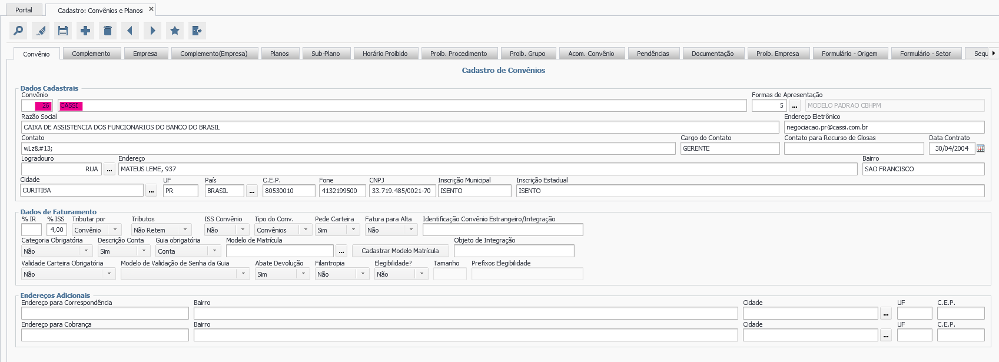 Portal
Cadastro: Convênios e Planos
Convênio Complemento Empresa Complemento(Empresa) Planos Sub-Plano Horário Proibido Proib. Procedimento Proib. Grupo Acom. Convênio Pendências Documentação Proib. Empresa Formulário - Origem Formulário - Setor Sequ
Cadastro de Convênios
Dados Cadastrais
Convênio Formas de Apresentação
26 CASSI 5 ... MODELO PADRAO CBHPM
Razão Social Endereço Eletrônico
CAIXA DE ASSISTENCIA DOS FUNCIONARIOS DO BANCO DO BRASIL negociacao.pr@cassi.com.br
Contato Cargo do Contato Contato para Recurso de Glosas Data Contrato
wLz&#13; GERENTE 30/04/2004
Logradouro Endereço Bairro
RUA ... MATEUS LEME, 937 SAO FRANCISCO
Cidade UF País C.E.P. Fone CNPJ Inscrição Municipal Inscrição Estadual
CURITIBA ... PR BRASIL ... 80530010 4132199500 33.719.485/0021-70 ISENTO ISENTO
Dados de Faturamento
% IR % ISS Tributar por Tributos ISS Convênio Tipo do Conv. Pede Carteira Fatura para Alta Identificação Convênio Estrangeiro/Integração
4,00 Convênio Não Retem Não Convênios Sim Não
Categoria Obrigatória Descrição Conta Guia obrigatória Modelo de Matrícula Objeto de Integração
Não Sim Conta ... Cadastrar Modelo Matrícula
Validade Carteira Obrigatória Modelo de Validação de Senha da Guia Abate Devolução Filantropia Elegibilidade? Tamanho Prefixos Elegibilidade
Não Sim Não Não
Endereços Adicionais
Endereço para Correspondência Bairro Cidade UF C.E.P.
...
Endereço para Cobrança Bairro Cidade UF C.E.P.
...